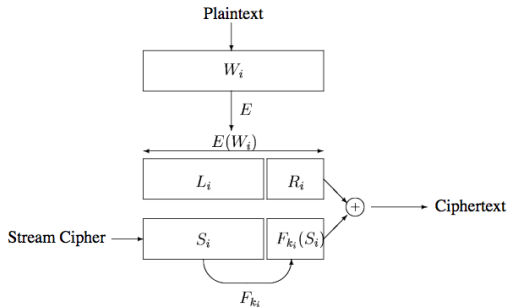 Plaintext
W_i
E
E(W_i)
L_i R_i
+ Ciphertext
Stream Cipher S_i F_{k_i}(S_i)
F_{k_i}